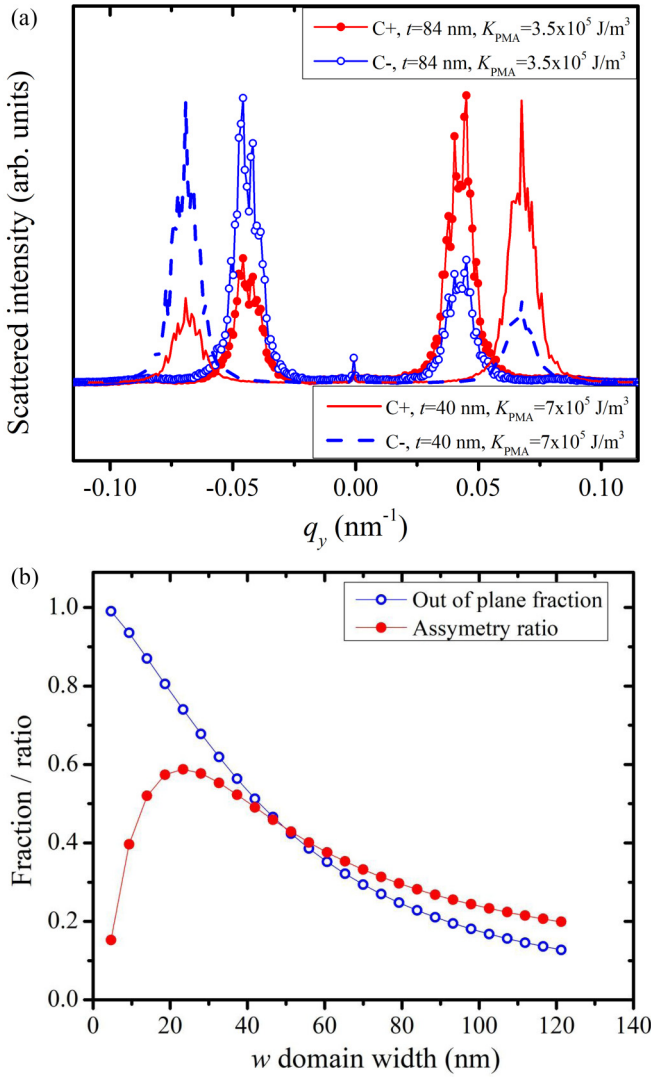 (a)
C+, t=84 nm, K_PMA=3.5x10^5 J/m^3
C-, t=84 nm, K_PMA=3.5x10^5 J/m^3
Scattered intensity (arb. units)
C+, t=40 nm, K_PMA=7x10^5 J/m^3
C-, t=40 nm, K_PMA=7x10^5 J/m^3
-0.10 -0.05 0.00 0.05 0.10
q_y (nm^-1)
(b)
Out of plane fraction
Assymetry ratio
1.0
0.8
0.6
0.4
0.2
0.0
Fraction / ratio
0 20 40 60 80 100 120 140
w domain width (nm)